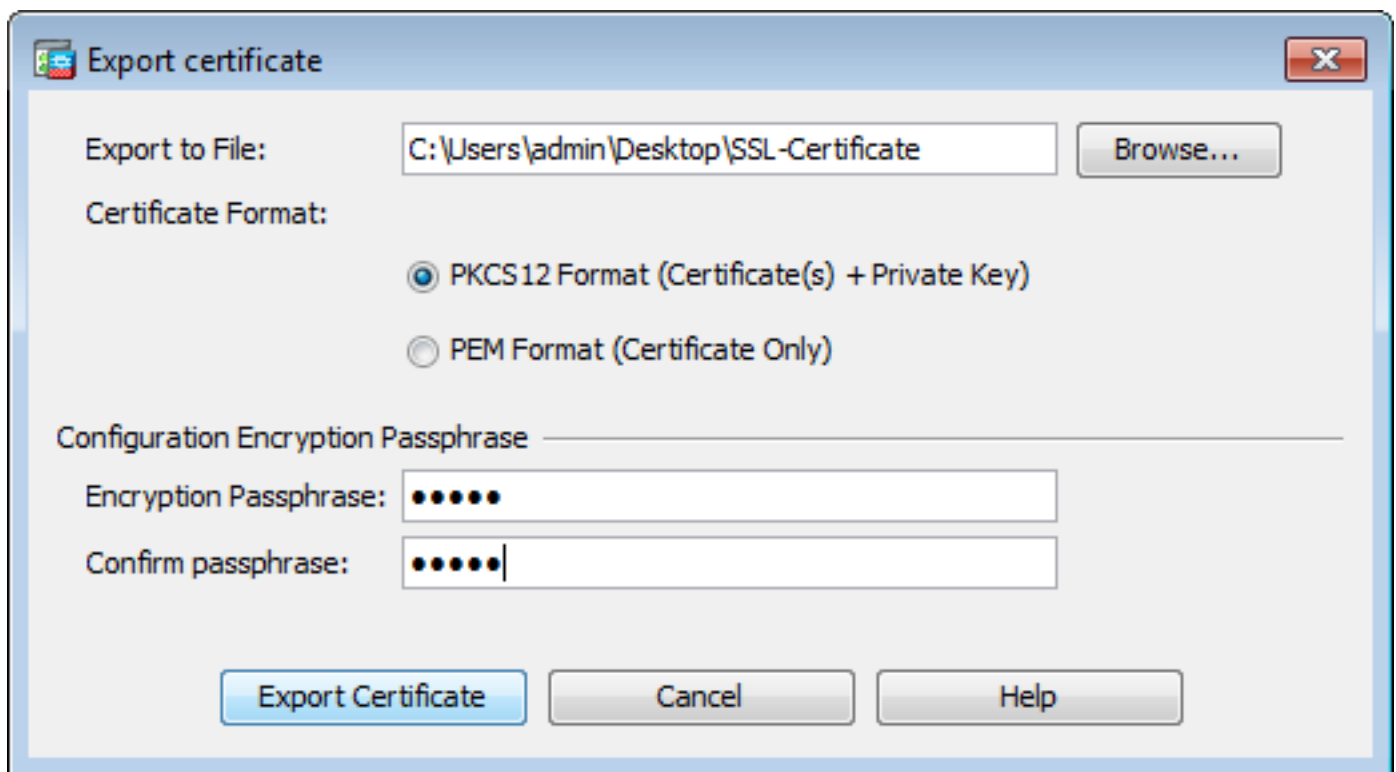 Export certificate
Export to File: C:\Users\admin\Desktop\SSL-Certificate Browse...
Certificate Format:
PKCS12 Format (Certificate(s) + Private Key)
PEM Format (Certificate Only)
Configuration Encryption Passphrase
Encryption Passphrase: •••••
Confirm passphrase: •••••
Export Certificate Cancel Help